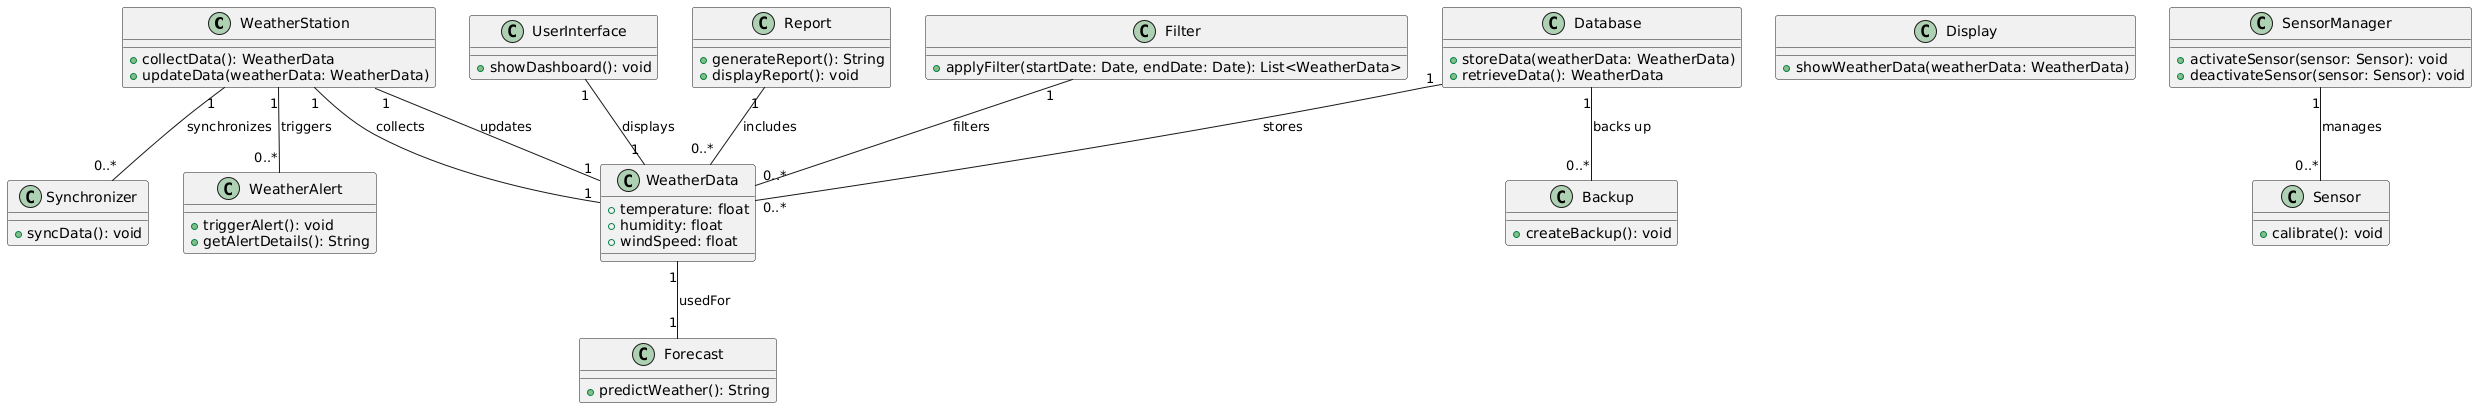 C WeatherStation
collectData(): WeatherData
updateData(weatherData: WeatherData)
C UserInterface
showDashboard(): void
C Report
generateReport(): String
displayReport(): void
C Filter
applyFilter(startDate: Date, endDate: Date): List<WeatherData>
C Database
storeData(weatherData: WeatherData)
retrieveData(): WeatherData
C Display
showWeatherData(weatherData: WeatherData)
C SensorManager
activateSensor(sensor: Sensor): void
deactivateSensor(sensor: Sensor): void
1
1
1
1
1
1
1
1
1
1
synchronizes
triggers
collects
updates
displays
includes
filters
stores
backs up
manages
0..*
0..*
1
1
1
0..*
0..*
0..*
0..*
0..*
C Synchronizer
syncData(): void
C WeatherAlert
triggerAlert(): void
getAlertDetails(): String
C WeatherData
temperature: float
humidity: float
windSpeed: float
C Backup
createBackup(): void
C Sensor
calibrate(): void
1
usedFor
1
C Forecast
predictWeather(): String